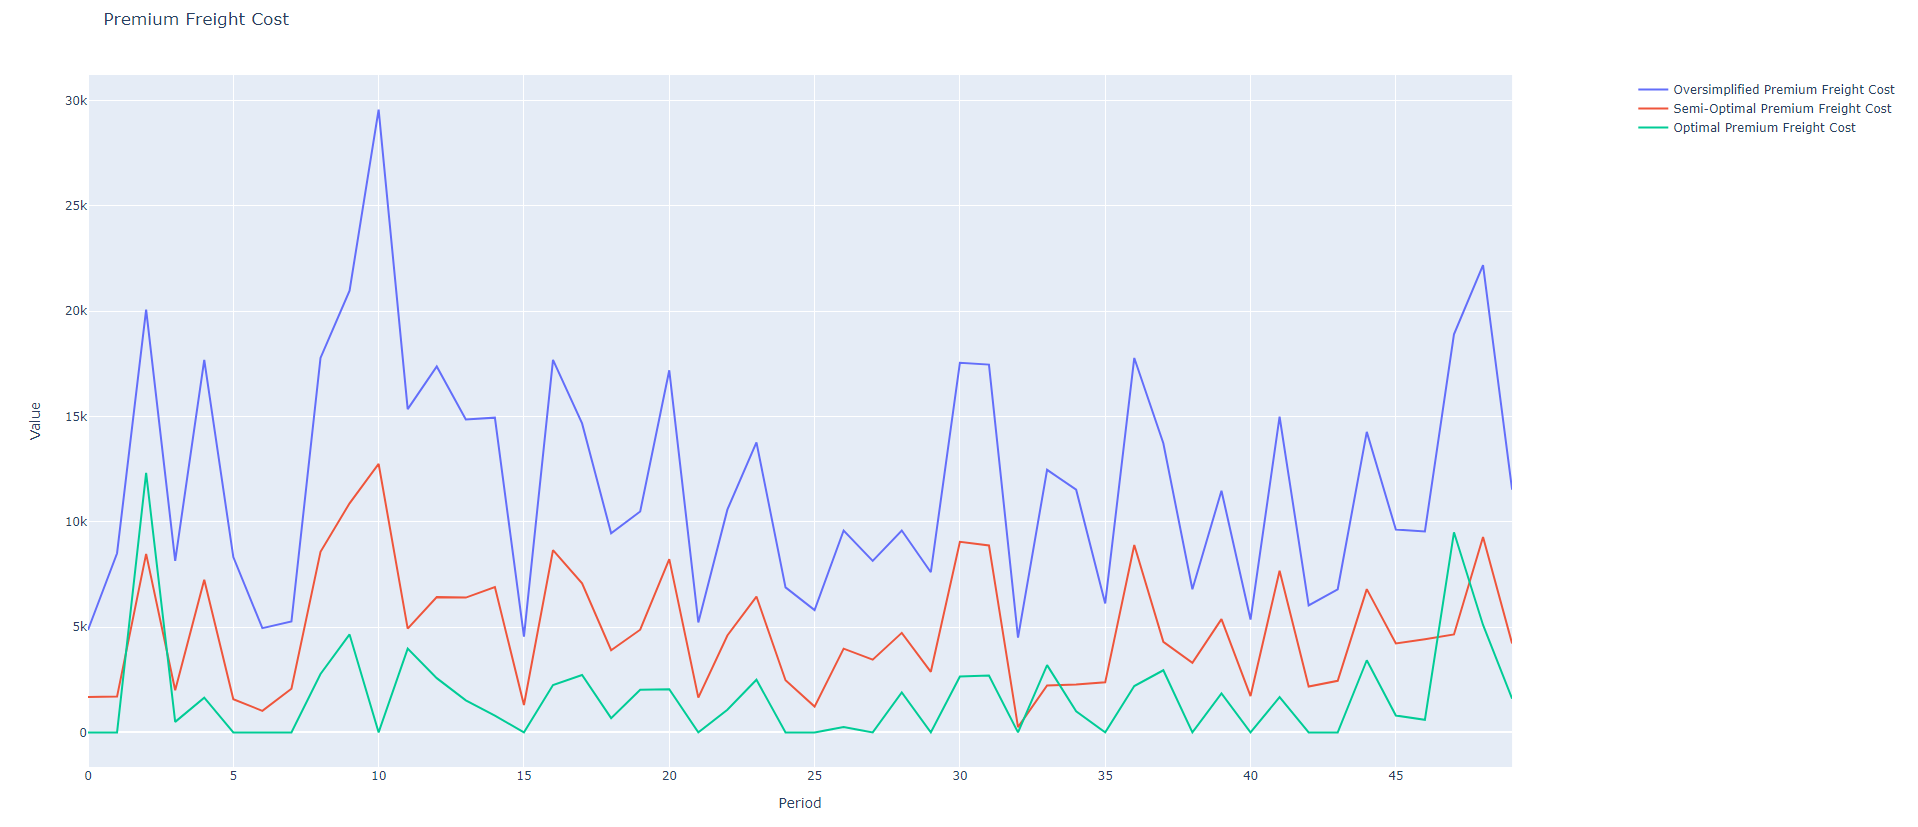 Premium Freight Cost
30k
25k
20k
15k
10k
5k
0
Value
0 5 10 15 20 25 30 35 40 45
Period
Oversimplified Premium Freight Cost
Semi-Optimal Premium Freight Cost
Optimal Premium Freight Cost